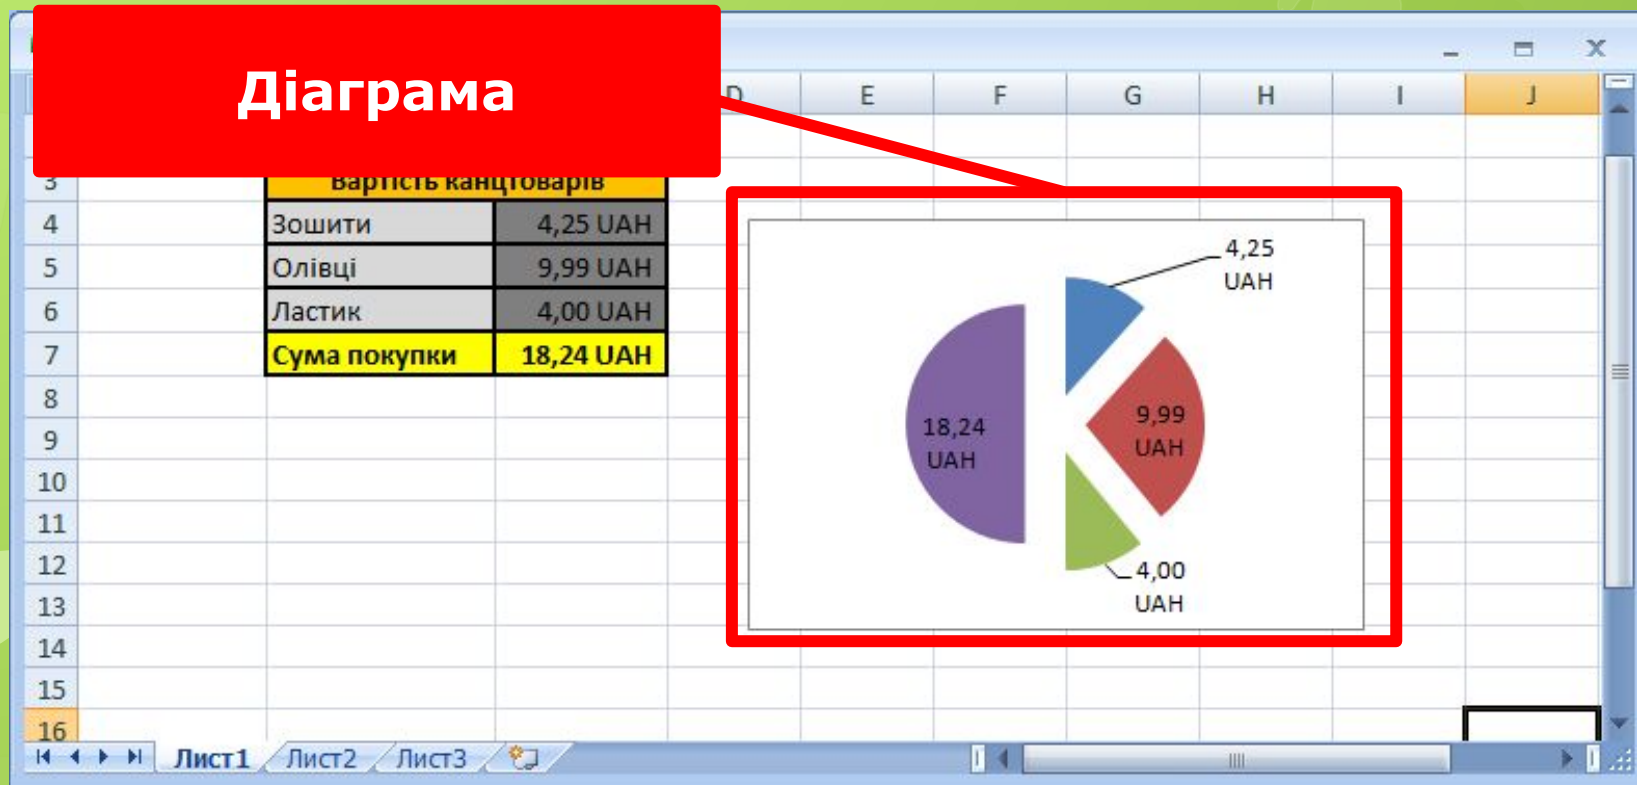 Діаграма
D E F G H I J
3 Вартість канцтоварів
4 Зошити 4,25 UAH
5 Олівці 9,99 UAH
6 Ластик 4,00 UAH
7 Сума покупки 18,24 UAH
8
9
10
11
12
13
14
15
16
4,25
UAH
9,99
UAH
18,24
UAH
4,00
UAH
Лист1 Лист2 Лист3